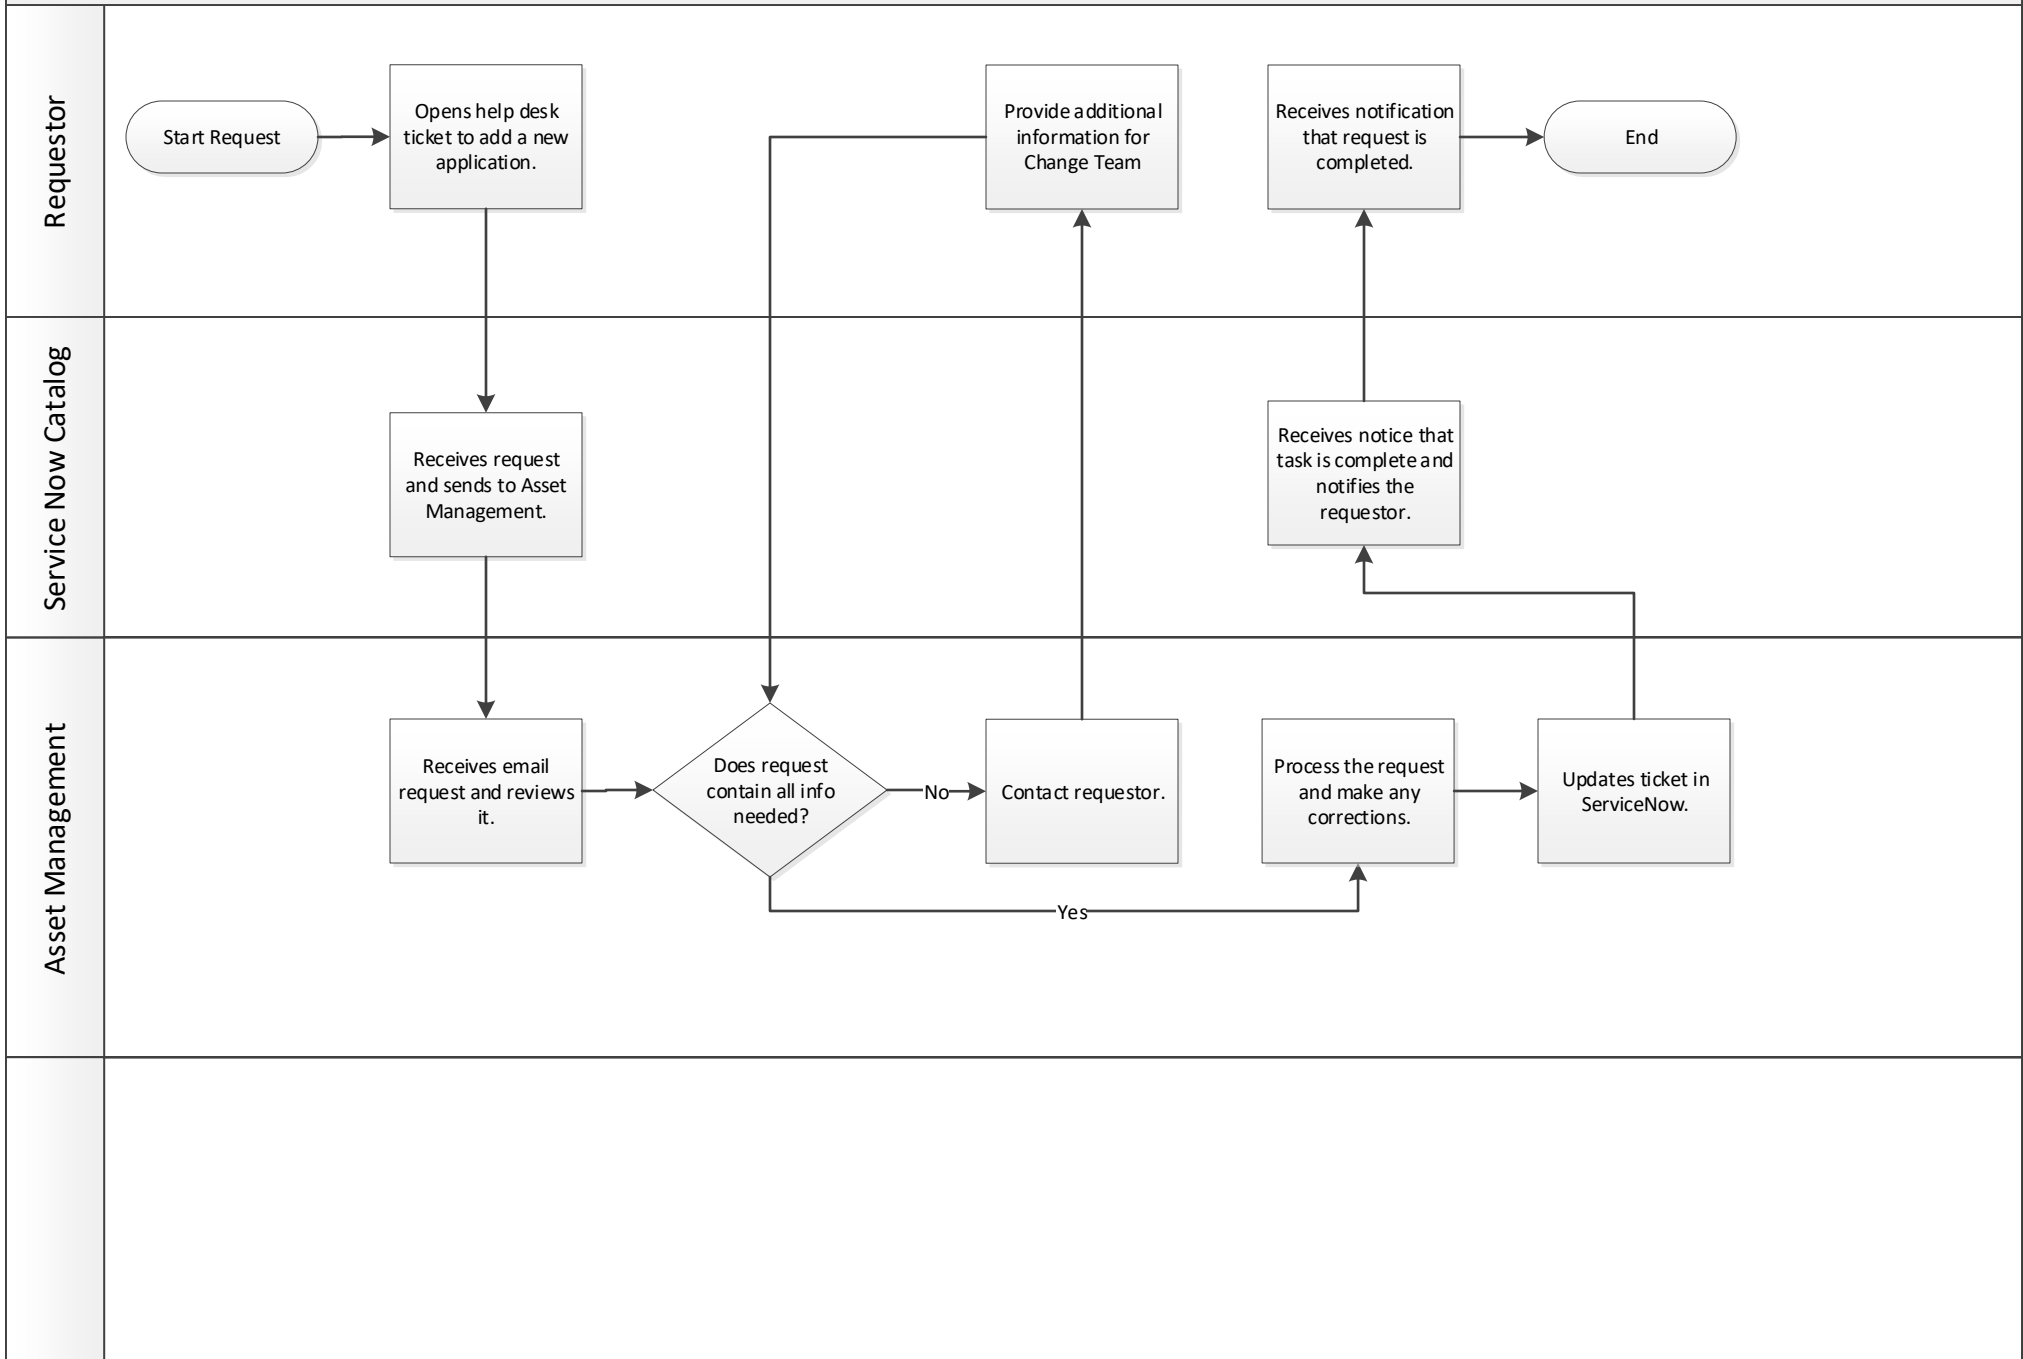 Requestor
Start Request
Opens help desk
ticket to add a new
application.
Provide additional
information for
Change Team
Receives notification
that request is
completed.
End
Service Now Catalog
Receives request
and sends to Asset
Management.
Receives notice that
task is complete and
notifies the
requestor.
Asset Management
Receives email
request and reviews
it.
Does request
contain all info
needed?
No
Contact requestor.
Process the request
and make any
corrections.
Updates ticket in
ServiceNow.
Yes